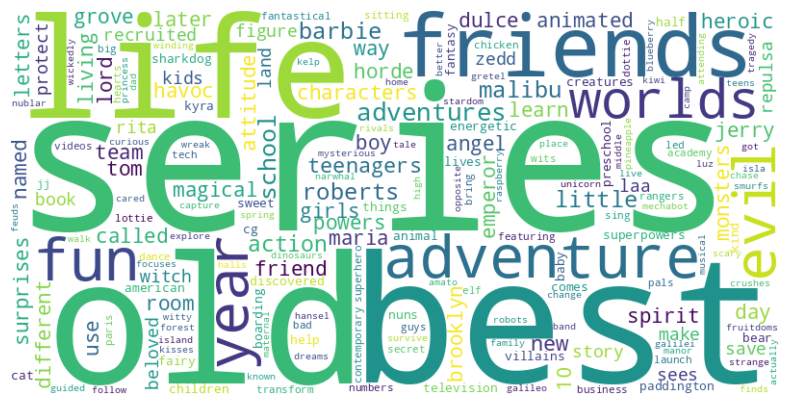 series
old
best
life
friends
adventure
worlds
fun
year
evil
grove
later
recruited
letters
protect
living
figure
barbie
way
dulce
animated
heroic
fantastical
sitting
half
lord
havoc
land
horde
zedd
malibu
creatures
repulsa
sharkdog
kids
kyra
attitude
characters
adventures
learn
energetic
jerry
nublar
big
princess
dad
hearts
wickedly
winding
kelp
home
chicken
better
gretel
fantasy
dottie
blueberry
attending
tragedy
kiwi
teens
camp
stardom
rita
team
tom
named
videos
curious
wreak
tech
school
boy
teenagers
angel
rivals
tale
mysterious
lives
preschool
place
wits
led
academy
luz
got
isla
middle
pineapple
chase
smurfs
monsters
book
jj
cared
lottie
magical
capture
sweet
spring
narwhal
roberts
girls
things
powers
high
opposite
bring
raspberry
unicorn
live
rangers
mechabot
emperor
little
laa
superpowers
sing
feuds
walk
explore
called
cg
dinosaurs
action
maria
animal
featuring
musical
kind
scary
crushes
surprises
different
dance
focuses
witch
halls
friend
discovered
american
room
use
paris
beloved
witty
forest
island
kisses
fairy
boarding
maternal
hansel
bad
help
dreams
contemporary superhero
amato
nuns
guys
survive
secret
elf
brooklyn
baby
comes
change
pals
spirit
new
make
day
bear
save
fruitdoms
galilei
manor
launch
strange
actually
robots
family
band
villains
10
story
sees
paddington
cat
guided
follow
children
known
transform
numbers
television
galileo
business
finds